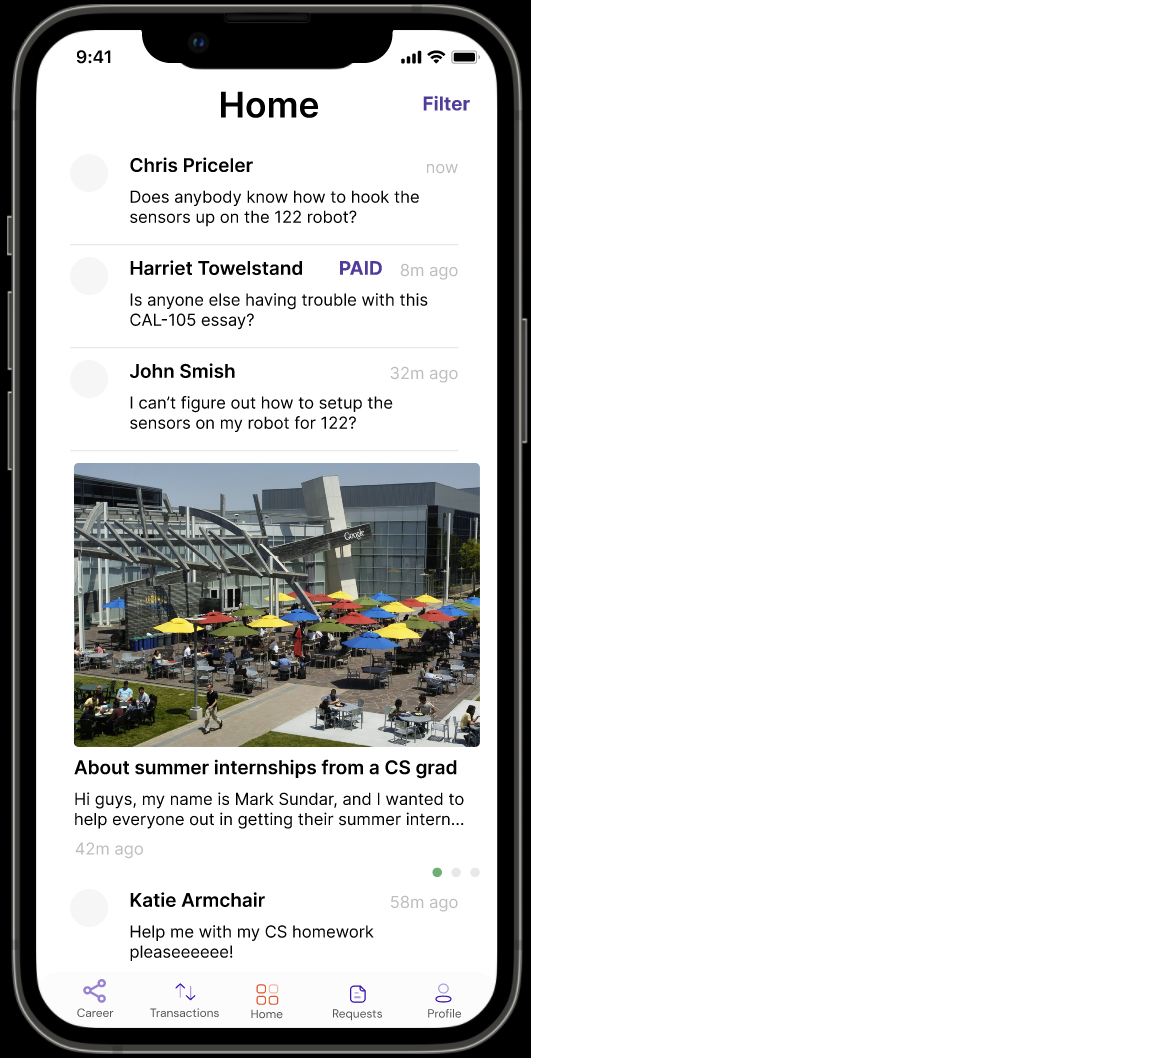 9:41
Home
Filter
Chris Priceler
now
Does anybody know how to hook the
sensors up on the 122 robot?
Harriet Towelstand
PAID
8m ago
Is anyone else having trouble with this
CAL-105 essay?
John Smish
32m ago
I can’t figure out how to setup the
sensors on my robot for 122?
Google
About summer internships from a CS grad
Hi guys, my name is Mark Sundar, and I wanted to
help everyone out in getting their summer intern...
42m ago
Katie Armchair
58m ago
Help me with my CS homework
pleaseeeeee!
Career
Transactions
Home
Requests
Profile